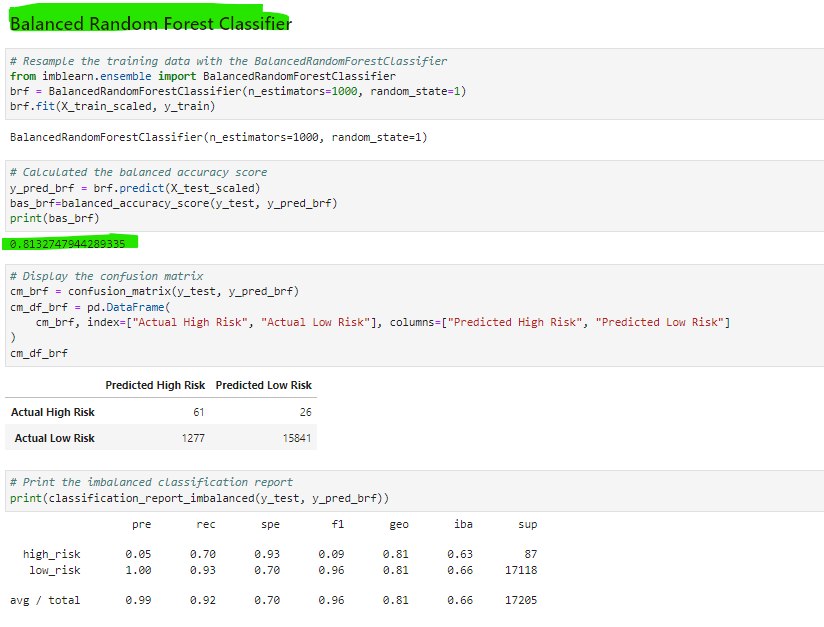 Balanced Random Forest Classifier
# Resample the training data with the BalancedRandomForestClassifier
from imblearn.ensemble import BalancedRandomForestClassifier
brf = BalancedRandomForestClassifier(n_estimators=1000, random_state=1)
brf.fit(X_train_scaled, y_train)
BalancedRandomForestClassifier(n_estimators=1000, random_state=1)
# Calculated the balanced accuracy score
y_pred_brf = brf.predict(X_test_scaled)
bas_brf=balanced_accuracy_score(y_test, y_pred_brf)
print(bas_brf)
0.8132747944289335
# Display the confusion matrix
cm_brf = confusion_matrix(y_test, y_pred_brf)
cm_df_brf = pd.DataFrame(
    cm_brf, index=["Actual High Risk", "Actual Low Risk"], columns=["Predicted High Risk", "Predicted Low Risk"]
)
cm_df_brf
Predicted High Risk Predicted Low Risk
Actual High Risk 61 26
Actual Low Risk 1277 15841
# Print the imbalanced classification report
print(classification_report_imbalanced(y_test, y_pred_brf))
pre rec spe f1 geo iba sup
high_risk 0.05 0.70 0.93 0.09 0.81 0.63 87
low_risk 1.00 0.93 0.70 0.96 0.81 0.66 17118
avg / total 0.99 0.92 0.70 0.96 0.81 0.66 17205